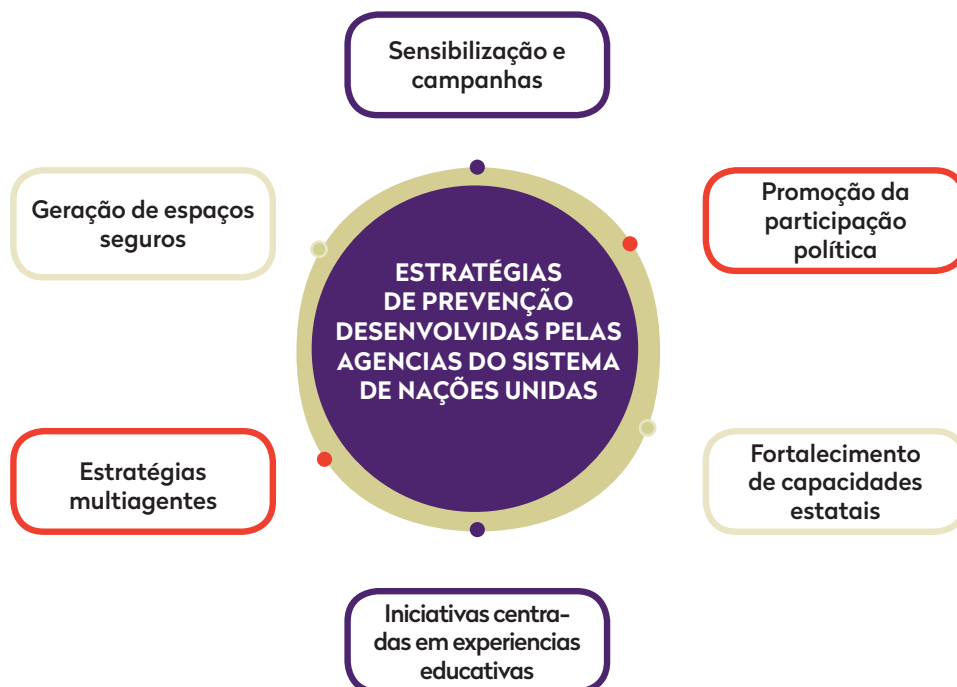 Sensibilização e
campanhas
Geração de espaços
seguros
Promoção da
participação
política
ESTRATÉGIAS
DE PREVENÇÃO
DESENVOLVIDAS PELAS
AGENCIAS DO SISTEMA
DE NAÇÕES UNIDAS
Estratégias
multiagentes
Fortalecimento
de capacidades
estatais
Iniciativas centra-
das em experiencias
educativas